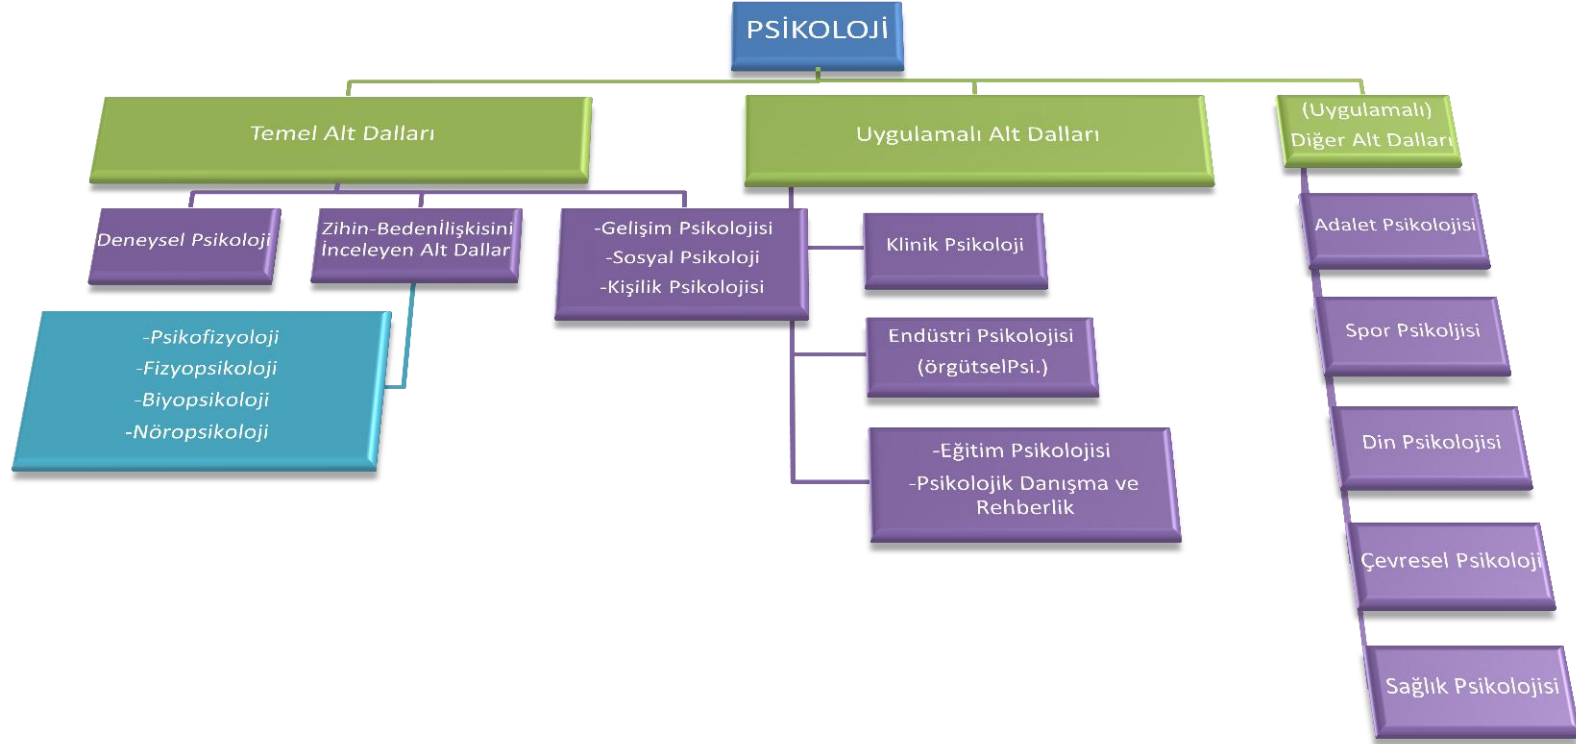 PSİKOLOJİ
Temel Alt Dalları
Uygulamalı Alt Dalları
(Uygulamalı)
Diğer Alt Dalları
Deneysel Psikoloji
Zihin-Bedenİlişkisini
İnceleyen Alt Dallar
-Gelişim Psikolojisi
-Sosyal Psikoloji
-Kişilik Psikolojisi
-Psikofizyoloji
-Fizyopsikoloji
-Biyopsikoloji
-Nöropsikoloji
Klinik Psikoloji
Endüstri Psikolojisi
(örgütselPsi.)
-Eğitim Psikolojisi
-Psikolojik Danışma ve
Rehberlik
Adalet Psikolojisi
Spor Psikoljisi
Din Psikolojisi
Çevresel Psikoloji
Sağlık Psikolojisi